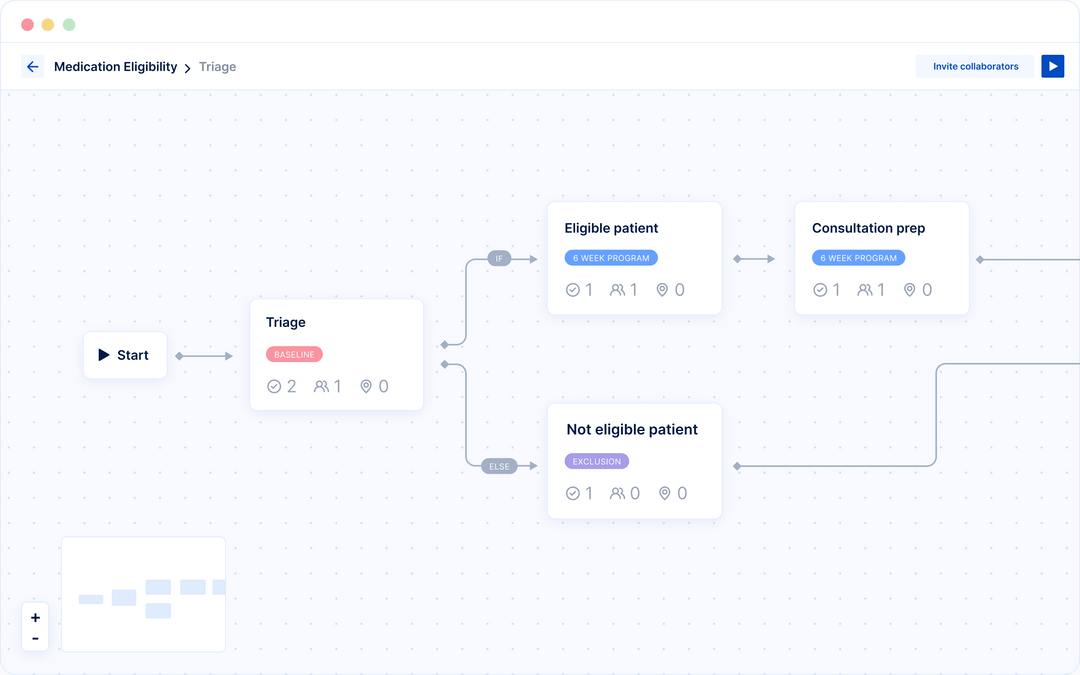 Medication Eligibility > Triage
Invite collaborators
Start
Triage
BASELINE
2 1 0
IF
ELSE
Eligible patient
6 WEEK PROGRAM
1 1 0
Consultation prep
6 WEEK PROGRAM
1 1 0
Not eligible patient
EXCLUSION
1 0 0
+
-